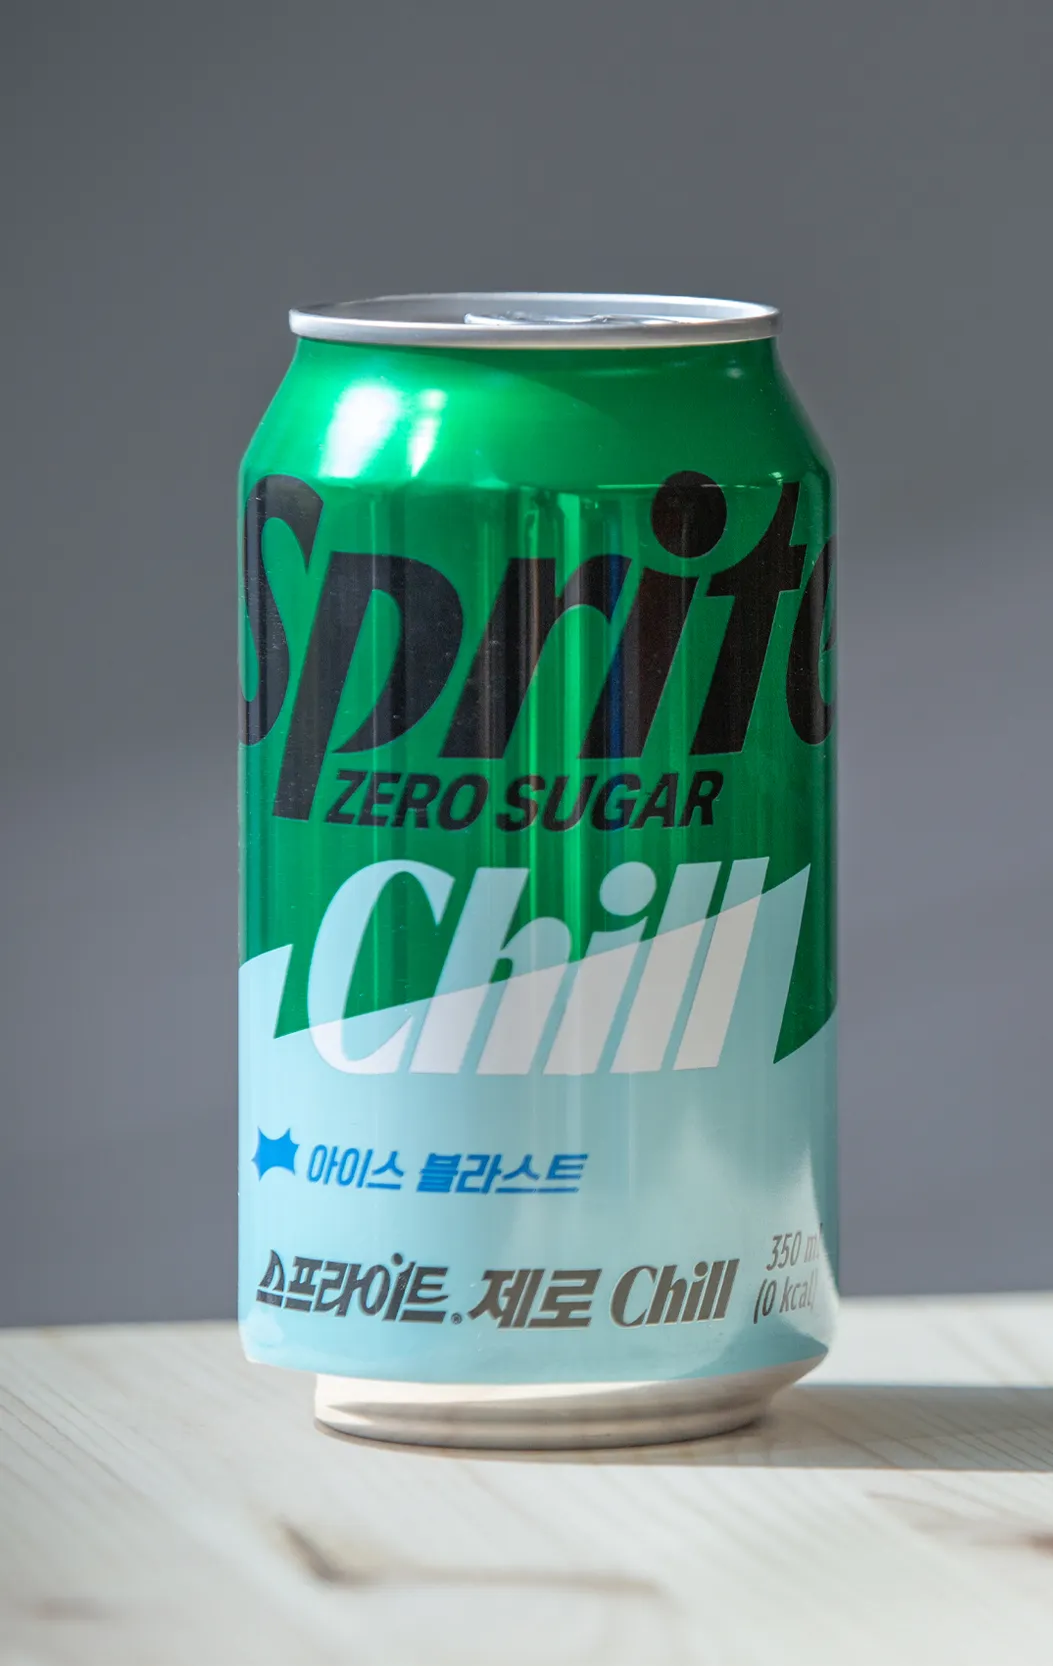 Sprite
ZERO SUGAR
Chill
아이스 블라스트
스프라이트® 제로 Chill
350 ml
(0 kcal)